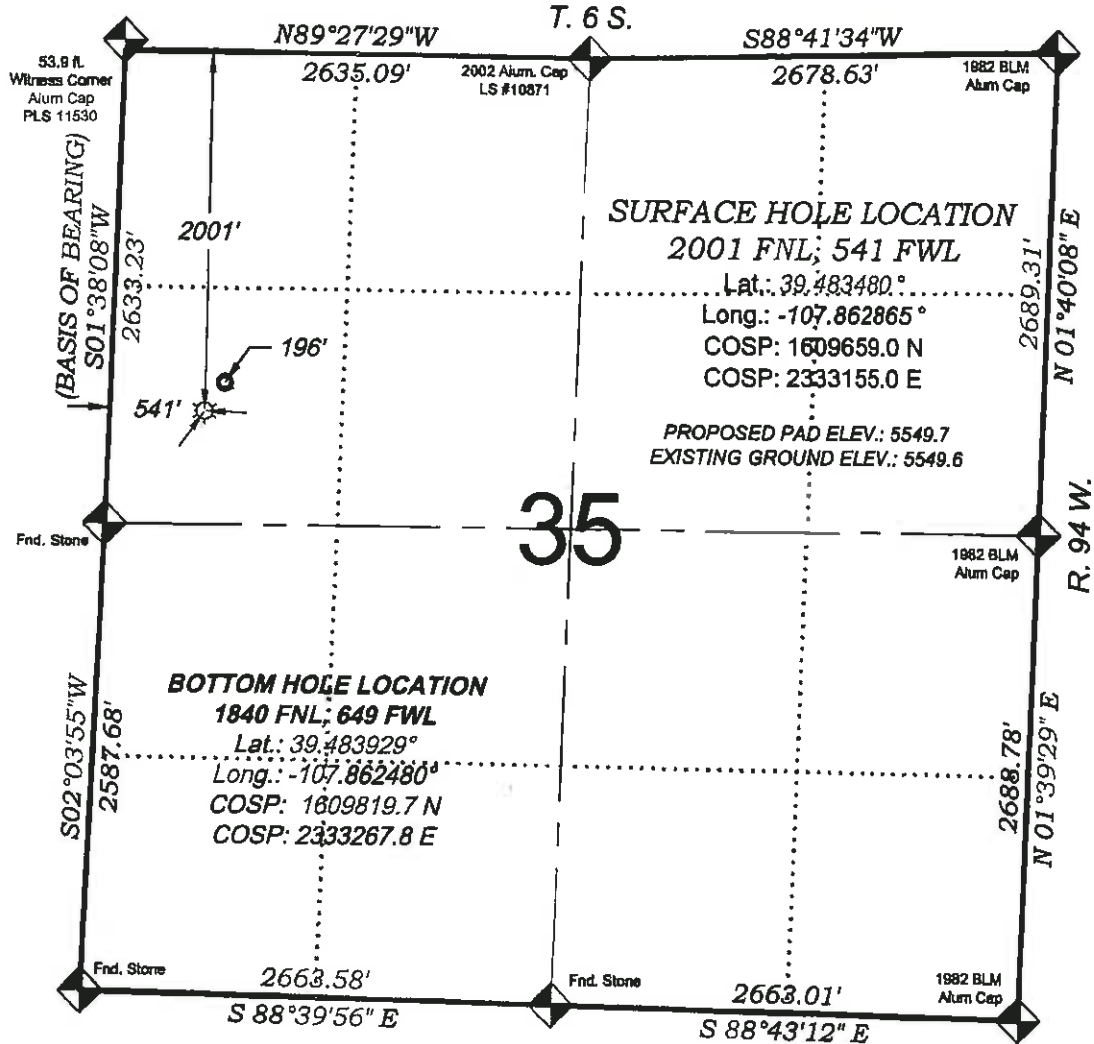 T. 6 S.
N89°27'29"W
S88°41'34"W
53.9 ft.
Witness Corner
Alum Cap
PLS 11530
2635.09'
2002 Alum. Cap
LS #10871
2678.63'
1982 BLM
Alum Cap
(BASIS OF BEARING)
S01°38'08"W
2633.23'
2001'
SURFACE HOLE LOCATION
2001 FNL, 541 FWL
Lat.: 39.483480°
Long.: -107.862865°
COSP: 1609659.0 N
COSP: 2333155.0 E
2689.31'
N 01°40'08" E
196'
541'
PROPOSED PAD ELEV.: 5549.7
EXISTING GROUND ELEV.: 5549.6
35
Fnd. Stone
1982 BLM
Alum Cap
R. 94 W.
BOTTOM HOLE LOCATION
1840 FNL, 649 FWL
Lat.: 39.483929°
Long.: -107.862480°
COSP: 1609819.7 N
COSP: 2333267.8 E
S02°03'55"W
2587.68'
2688.78'
N 01°39'29" E
Fnd. Stone
2663.58'
Fnd. Stone
2663.01'
1982 BLM
Alum Cap
S 88°39'56" E
S 88°43'12" E